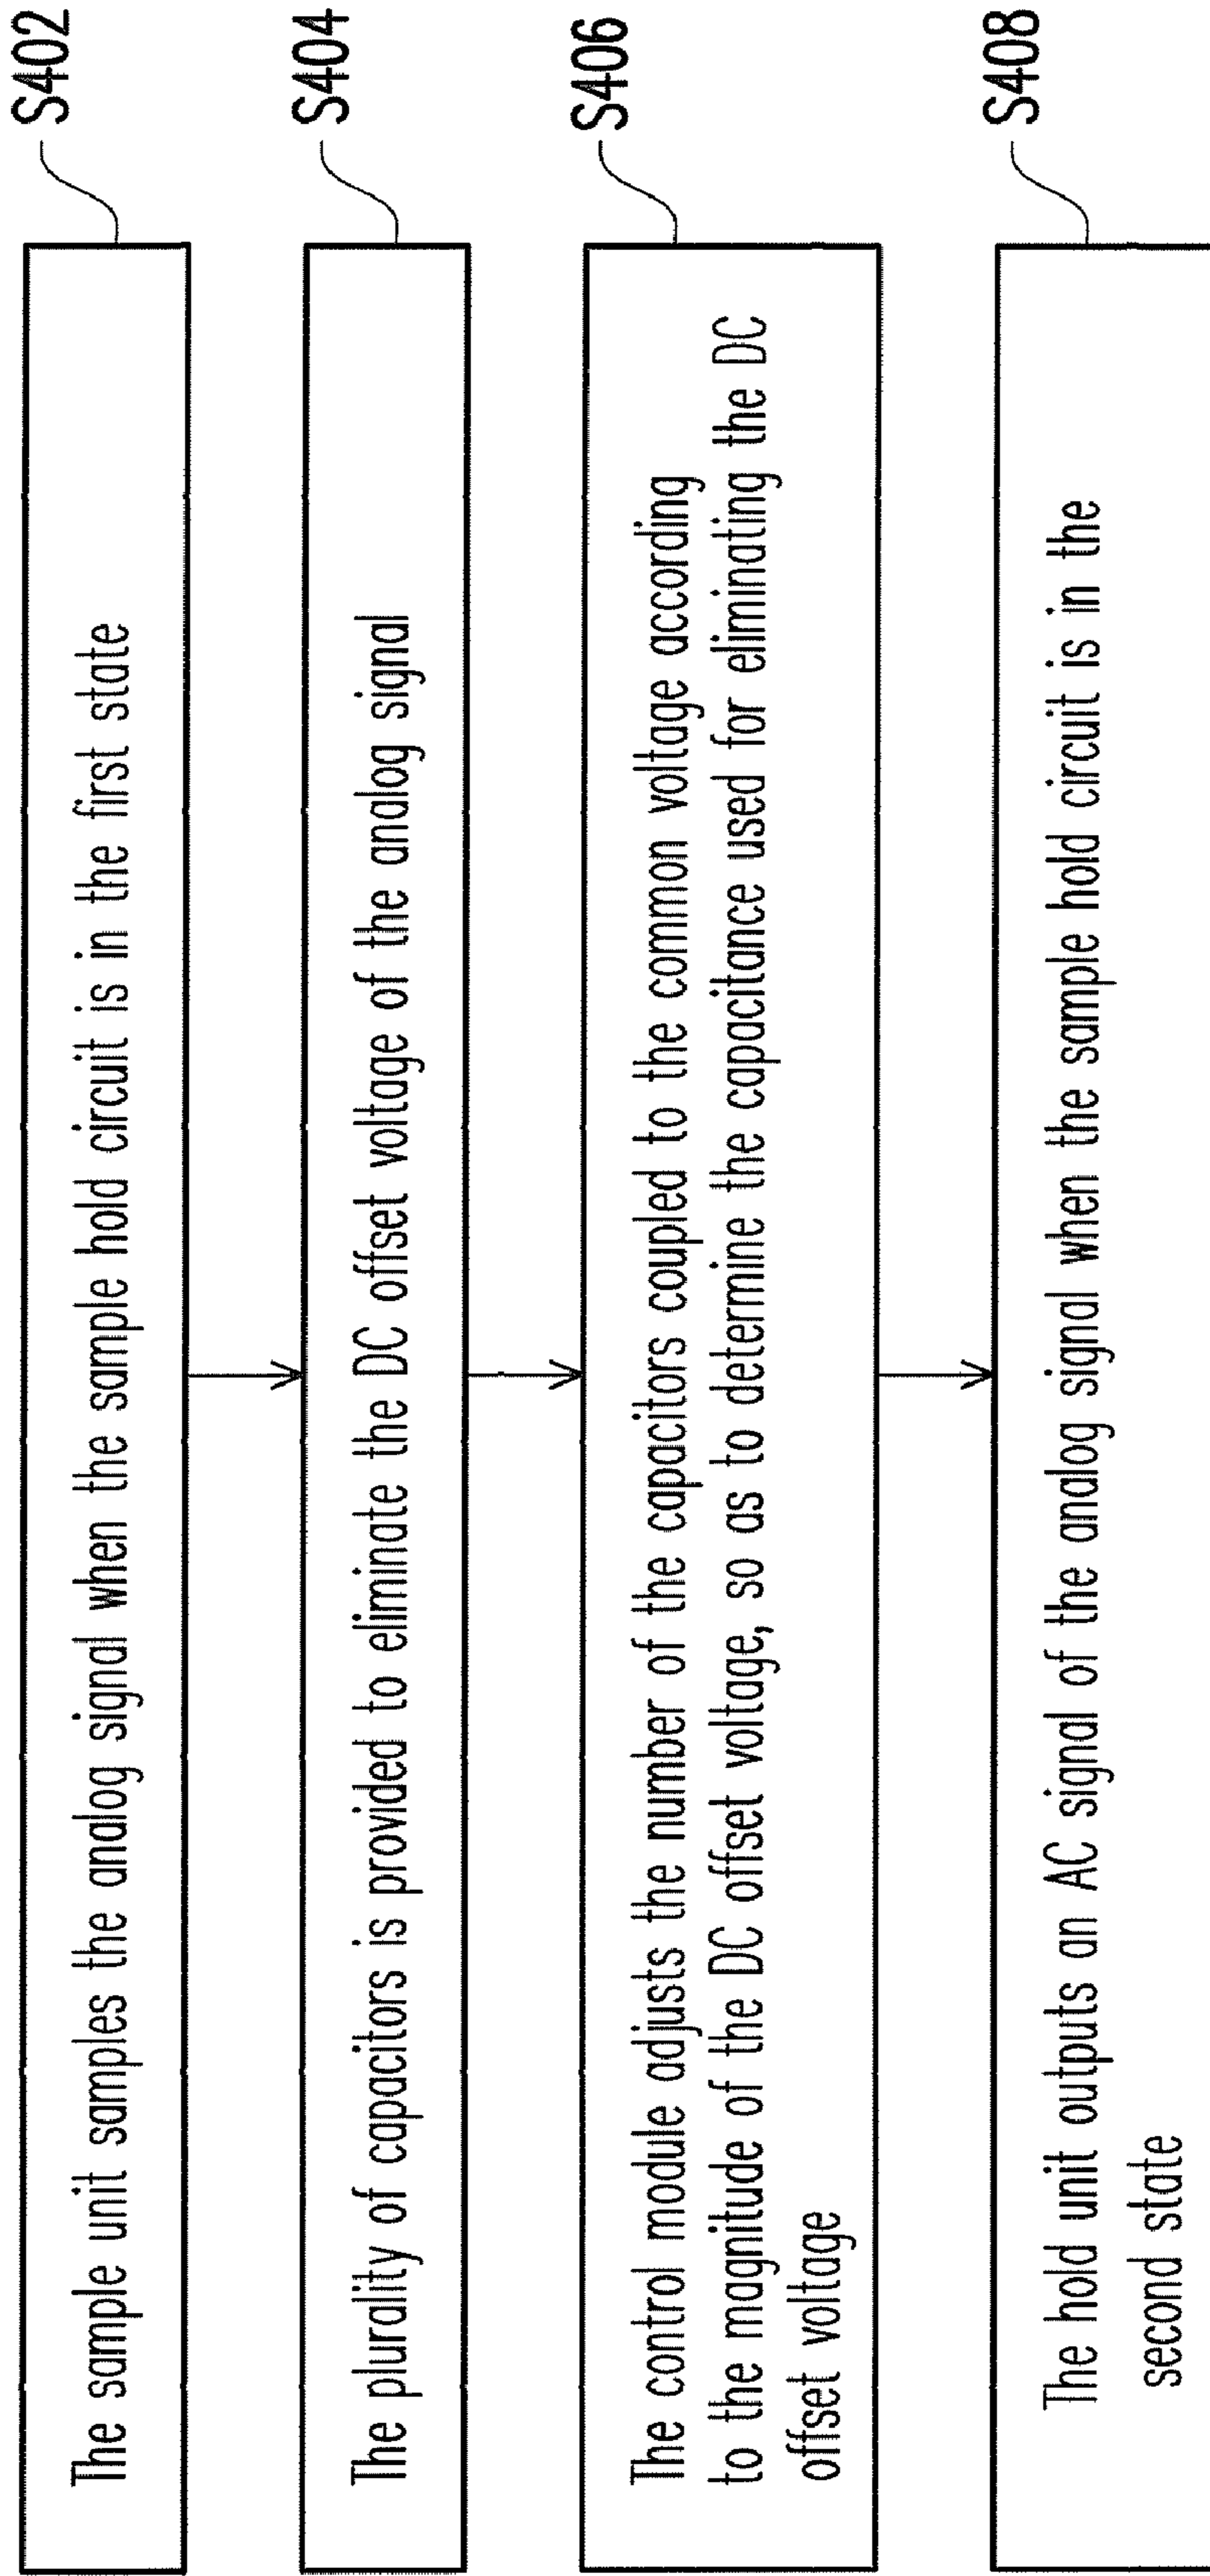 The sample unit samples the analog signal when the sample hold circuit is in the first state
S402
The plurality of capacitors is provided to eliminate the DC offset voltage of the analog signal
S404
The control module adjusts the number of the capacitors coupled to the common voltage according
to the magnitude of the DC offset voltage, so as to determine the capacitance used for eliminating the DC
offset voltage
S406
The hold unit outputs an AC signal of the analog signal when the sample hold circuit is in the
second state
S408